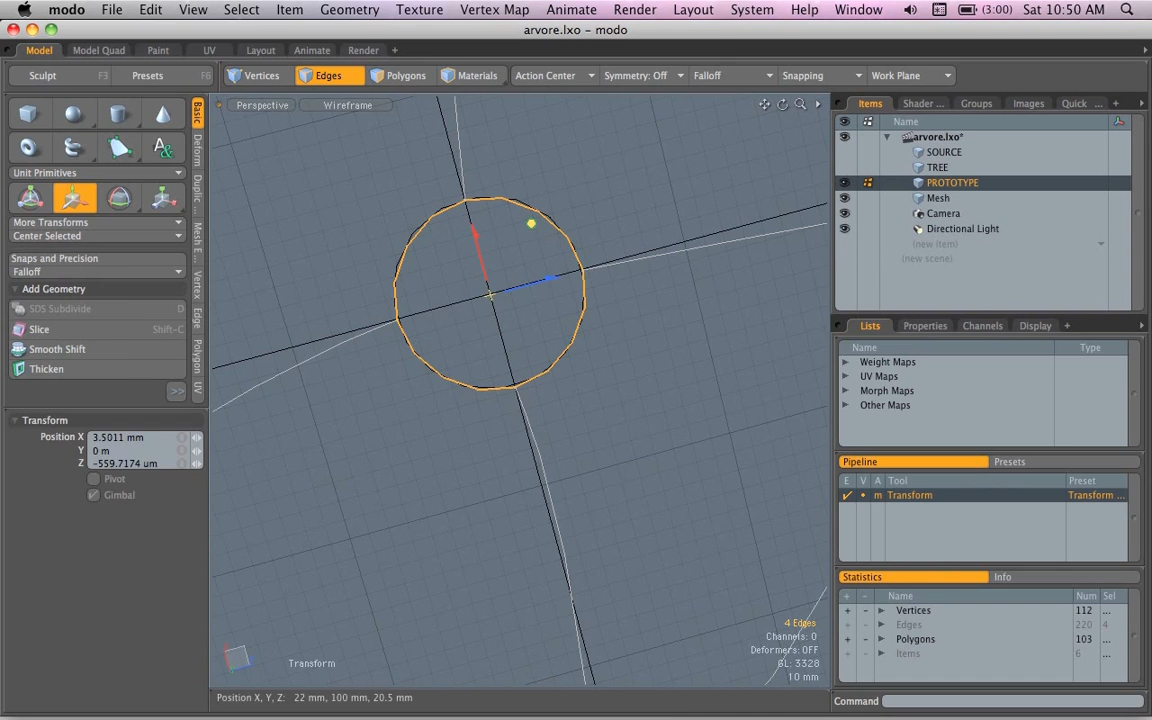 modo File Edit View Select Item Geometry Texture Vertex Map Animate Render Layout System Help Window (3:00) Sat 10:50 AM
arvore.lxo - modo
Model Model Quad Paint UV Layout Animate Render +
Sculpt F3 Presets F6 Vertices Edges Polygons Materials Action Center Symmetry: Off Falloff Snapping Work Plane
Perspective Wireframe
Items Shader ... Groups Images Quick ... +
Name
arvore.lxo*
SOURCE
TREE
PROTOTYPE
Mesh
Camera
Directional Light
(new item)
(new scene)
Basic
Deform
Duplic...
Mesh E...
Vertex
Edge
Polygon
UV
Unit Primitives
More Transforms
Center Selected
Snaps and Precision
Falloff
Add Geometry
SDS Subdivide D
Slice Shift-C
Smooth Shift
Thicken
>>
Transform
Position X 3.5011 mm
Y 0 m
Z -559.7174 um
Pivot
Gimbal
Lists Properties Channels Display +
Name Type
Weight Maps
UV Maps
Morph Maps
Other Maps
Pipeline Presets
E V A Tool Preset
m Transform Transform ...
Statistics Info
+ - Name Num Sel
+ - Vertices 112 ...
+ - Edges 220 4
+ - Polygons 103 ...
+ - Items 6 ...
4 Edges
Channels: 0
Deformers: OFF
GL: 3328
10 mm
Transform
Position X, Y, Z: 22 mm, 100 mm, 20.5 mm
Command